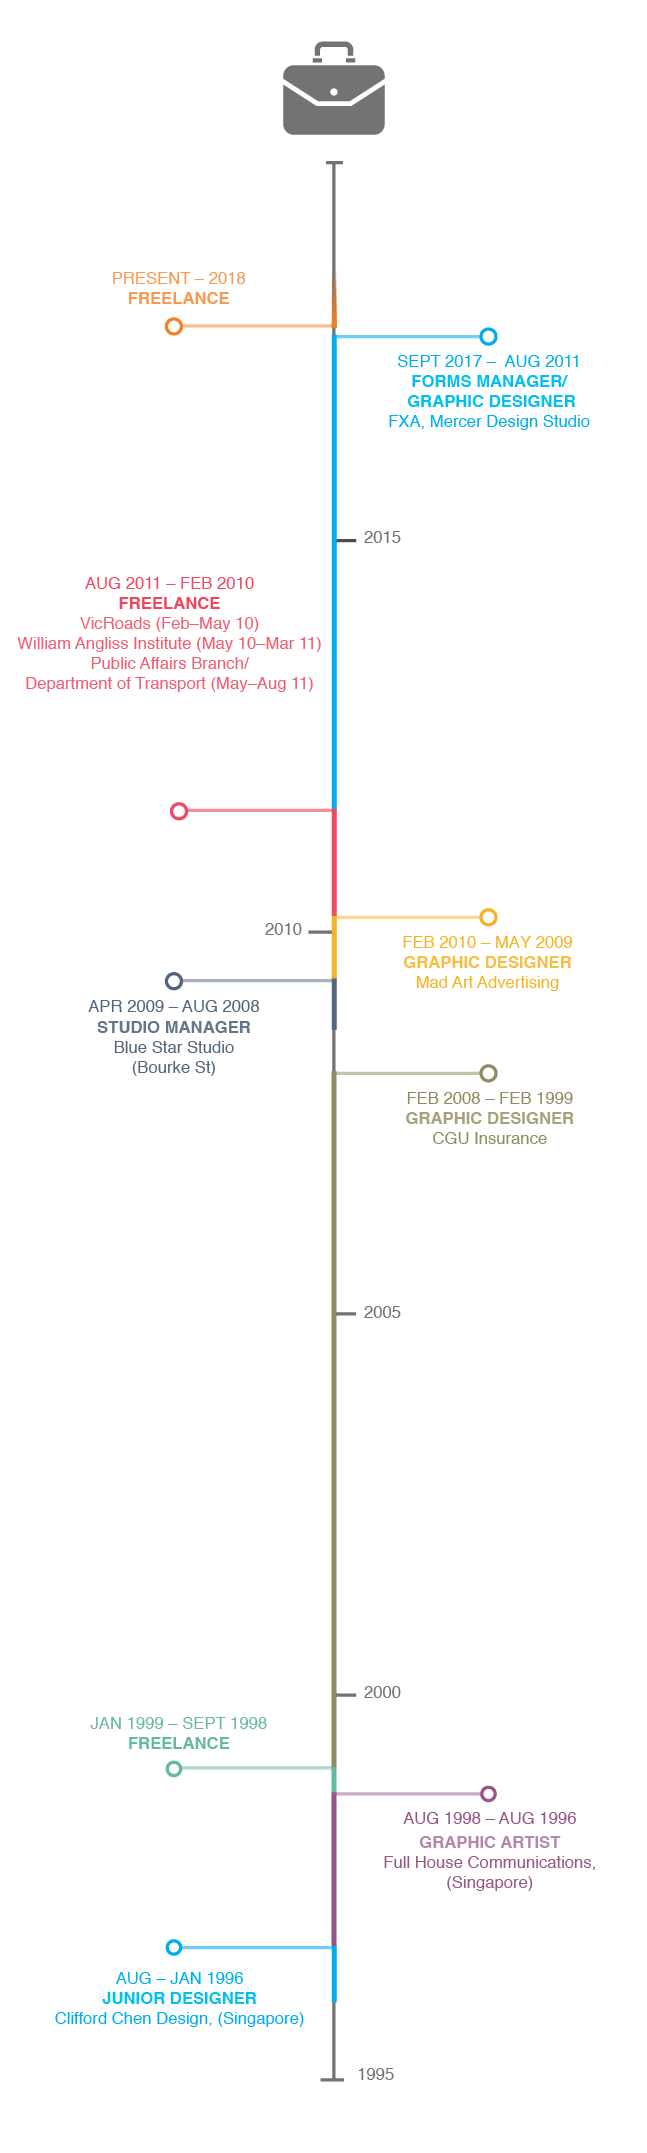 PRESENT – 2018
FREELANCE
SEPT 2017 – AUG 2011
FORMS MANAGER/
GRAPHIC DESIGNER
FXA, Mercer Design Studio
2015
AUG 2011 – FEB 2010
FREELANCE
VicRoads (Feb–May 10)
William Angliss Institute (May 10–Mar 11)
Public Affairs Branch/
Department of Transport (May–Aug 11)
2010
FEB 2010 – MAY 2009
GRAPHIC DESIGNER
Mad Art Advertising
APR 2009 – AUG 2008
STUDIO MANAGER
Blue Star Studio
(Bourke St)
FEB 2008 – FEB 1999
GRAPHIC DESIGNER
CGU Insurance
2005
2000
JAN 1999 – SEPT 1998
FREELANCE
AUG 1998 – AUG 1996
GRAPHIC ARTIST
Full House Communications,
(Singapore)
AUG – JAN 1996
JUNIOR DESIGNER
Clifford Chen Design, (Singapore)
1995